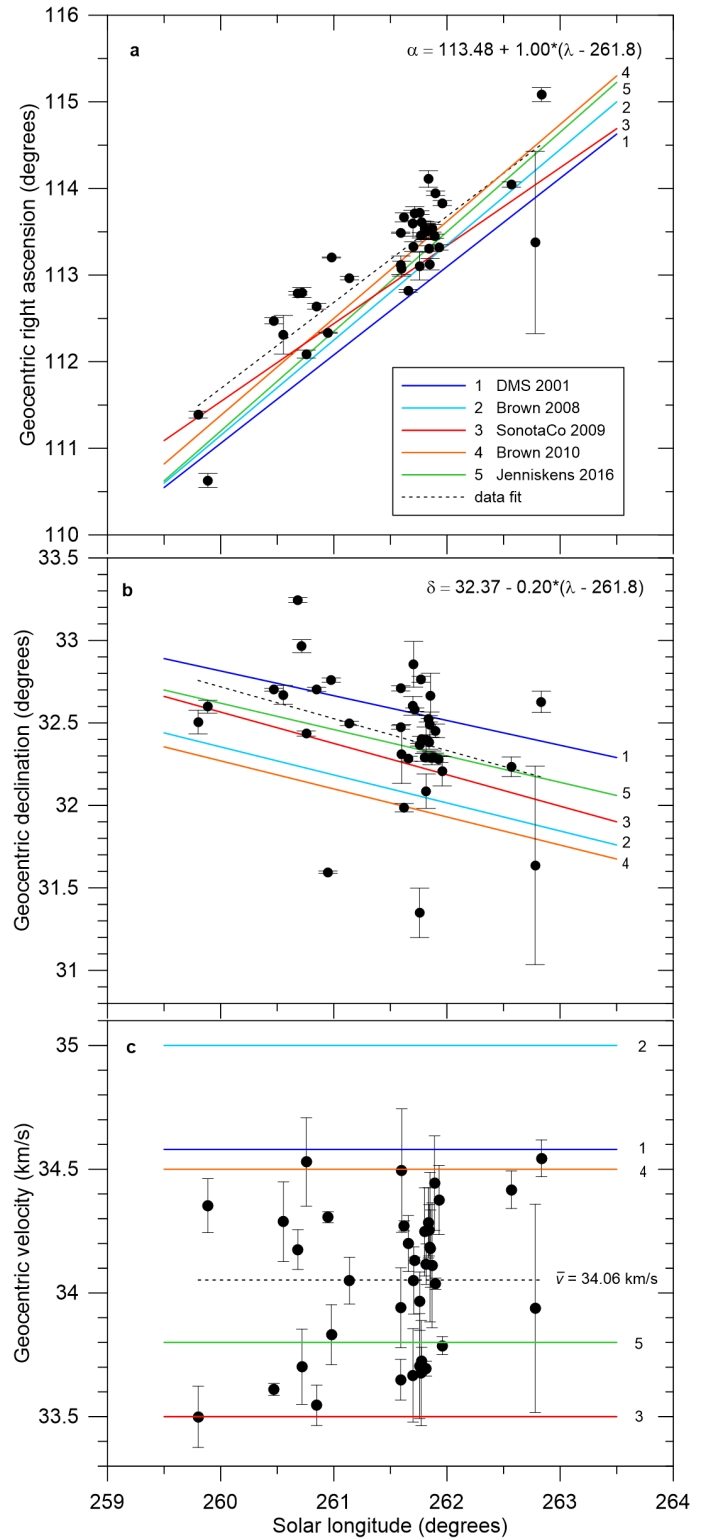 116
a
α = 113.48 + 1.00*(λ - 261.8)
115
4
5
2
3
1
114
113
112
111
110
Geocentric right ascension (degrees)
1 DMS 2001
2 Brown 2008
3 SonotaCo 2009
4 Brown 2010
5 Jenniskens 2016
data fit
33.5
b
δ = 32.37 - 0.20*(λ - 261.8)
33
32.5
32
31.5
31
Geocentric declination (degrees)
1
5
3
2
4
c
35
34.5
34
33.5
Geocentric velocity (km/s)
2
1
4
v̅ = 34.06 km/s
5
3
259 260 261 262 263 264
Solar longitude (degrees)